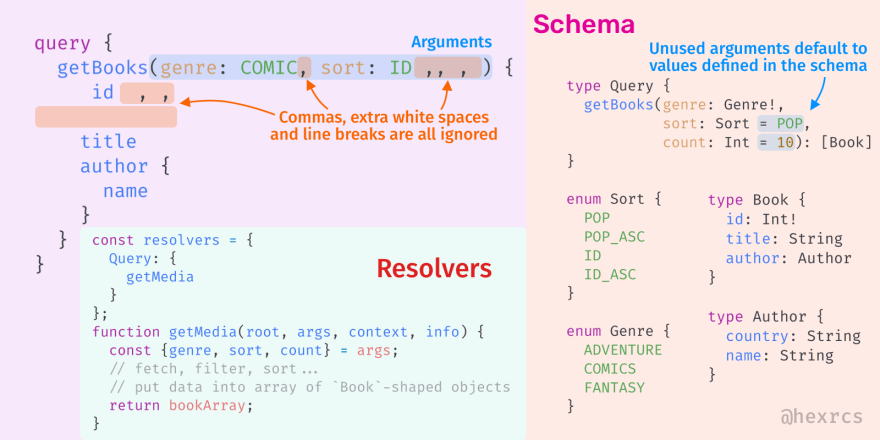 query {
Arguments
getBooks(genre: COMIC, sort: ID ,, , ) {
id , ,
Commas, extra white spaces
and line breaks are all ignored
title
author {
name
}
}
}
const resolvers = {
Query: {
getMedia
}
};
Resolvers
function getMedia(root, args, context, info) {
const {genre, sort, count} = args;
// fetch, filter, sort...
// put data into array of `Book`-shaped objects
return bookArray;
}
Schema
Unused arguments default to
values defined in the schema
type Query {
getBooks(genre: Genre!,
sort: Sort = POP,
count: Int = 10): [Book]
}
enum Sort {
POP
POP_ASC
ID
ID_ASC
}
type Book {
id: Int!
title: String
author: Author
}
enum Genre {
ADVENTURE
COMICS
FANTASY
}
type Author {
country: String
name: String
}
@hexrcs